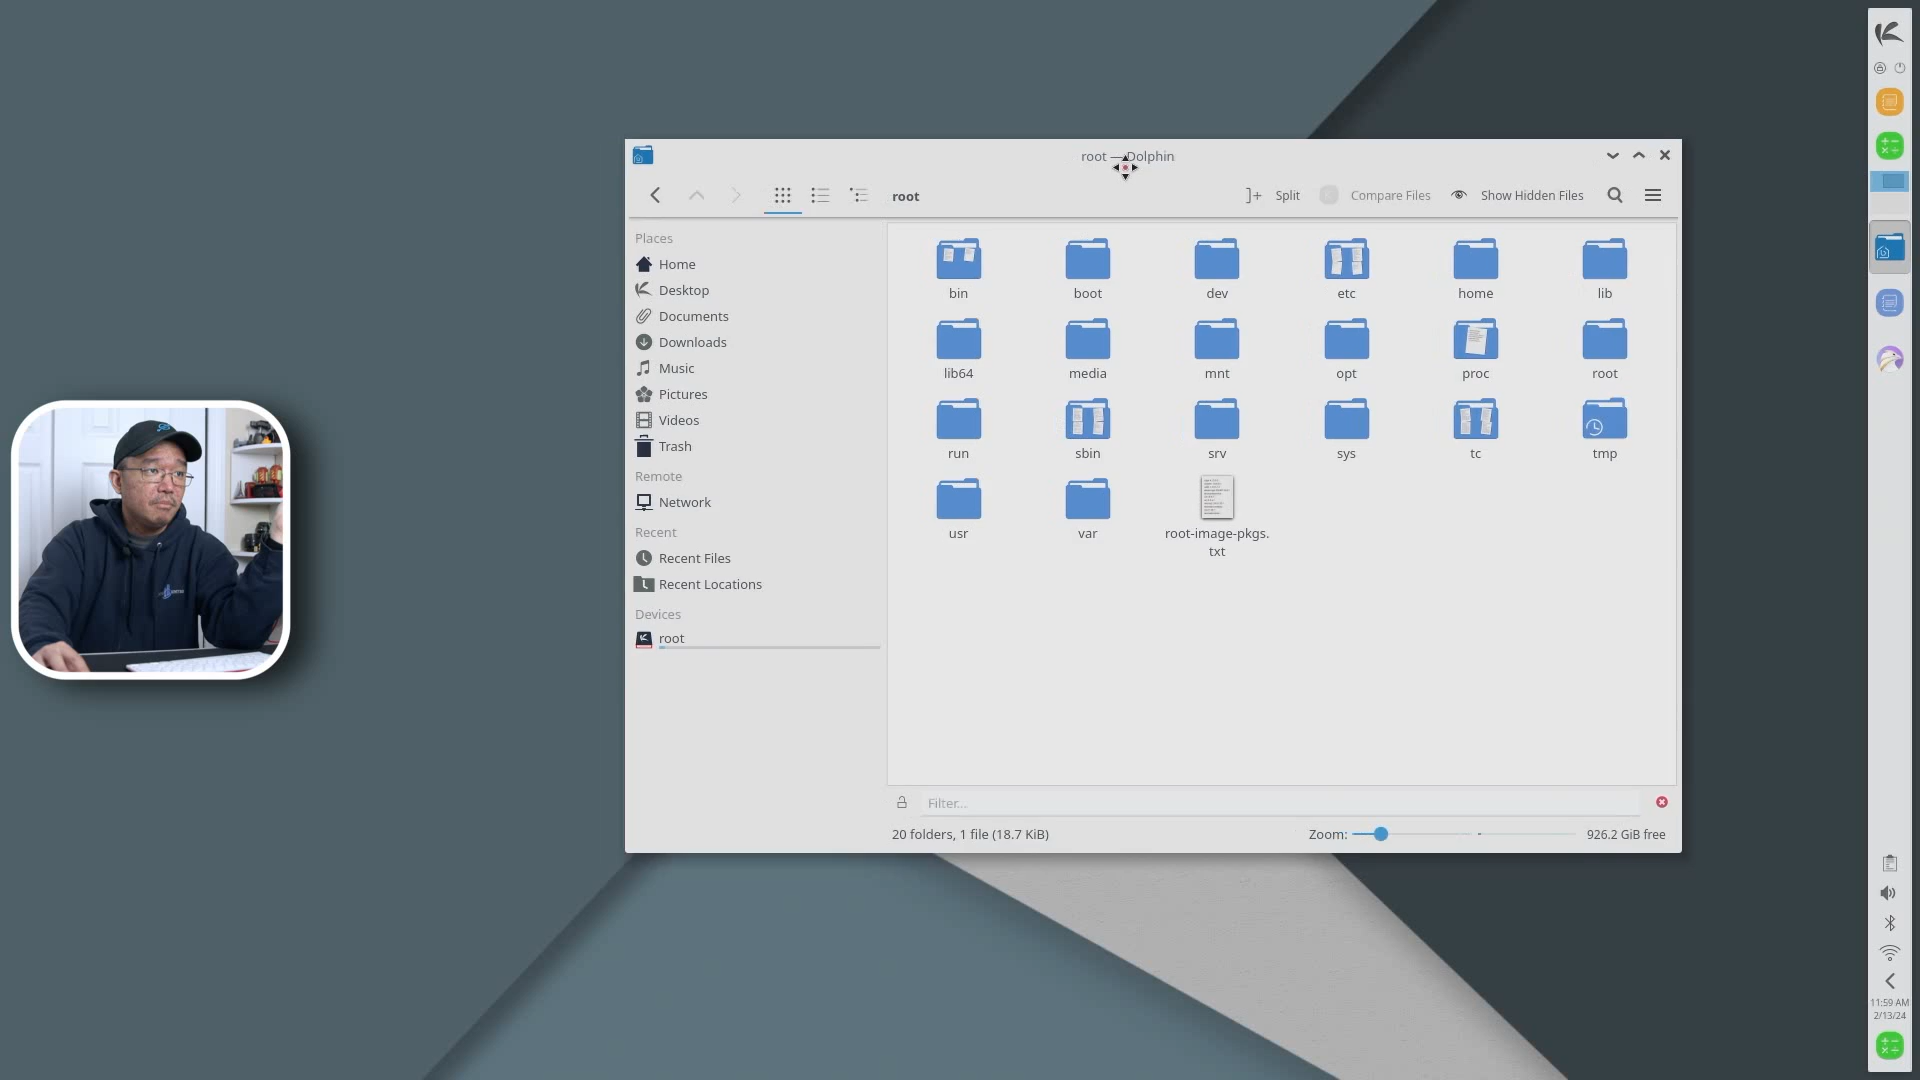 root — Dolphin
root
Split
Compare Files
Show Hidden Files
Places
Home
Desktop
Documents
Downloads
Music
Pictures
Videos
Trash
Remote
Network
Recent
Recent Files
Recent Locations
Devices
root
bin
boot
dev
etc
home
lib
lib64
media
mnt
opt
proc
root
run
sbin
srv
sys
tc
tmp
usr
var
root-image-pkgs.
txt
Filter...
20 folders, 1 file (18.7 KiB)
Zoom:
926.2 GiB free
11:59 AM
2/13/24